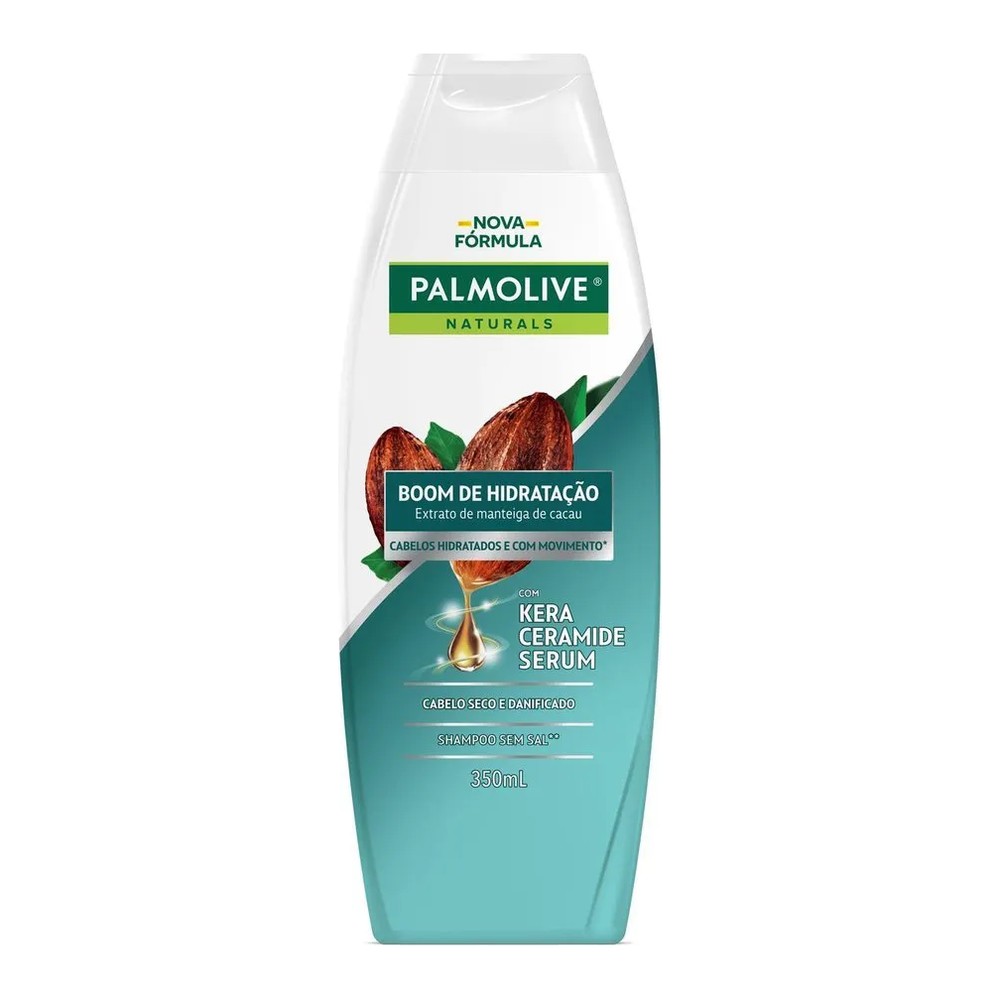 NOVA
FÓRMULA
PALMOLIVE®
NATURALS
BOOM DE HIDRATAÇÃO
Extrato de manteiga de cacau
CABELOS HIDRATADOS E COM MOVIMENTO*
COM
KERA
CERAMIDE
SERUM
CABELO SECO E DANIFICADO
SHAMPOO SEM SAL**
350mL